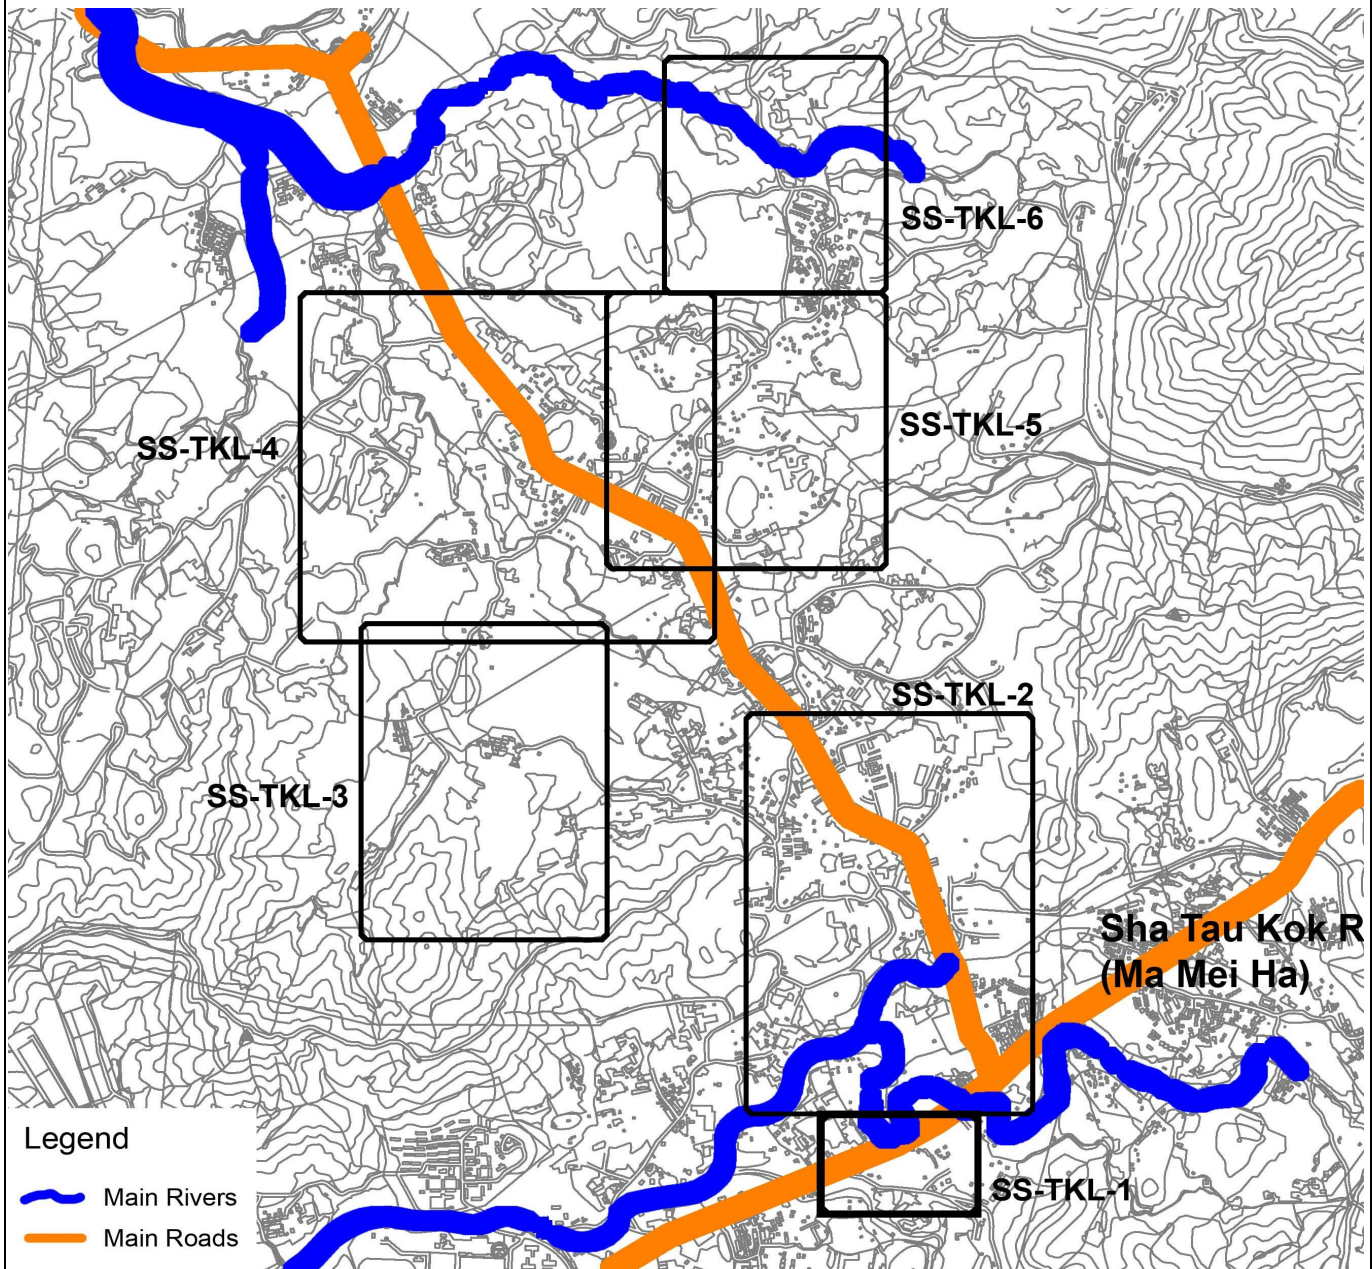 SS-TKL-6
SS-TKL-5
SS-TKL-4
SS-TKL-2
SS-TKL-3
Sha Tau Kok R
(Ma Mei Ha)
SS-TKL-1
Legend
Main Rivers
Main Roads